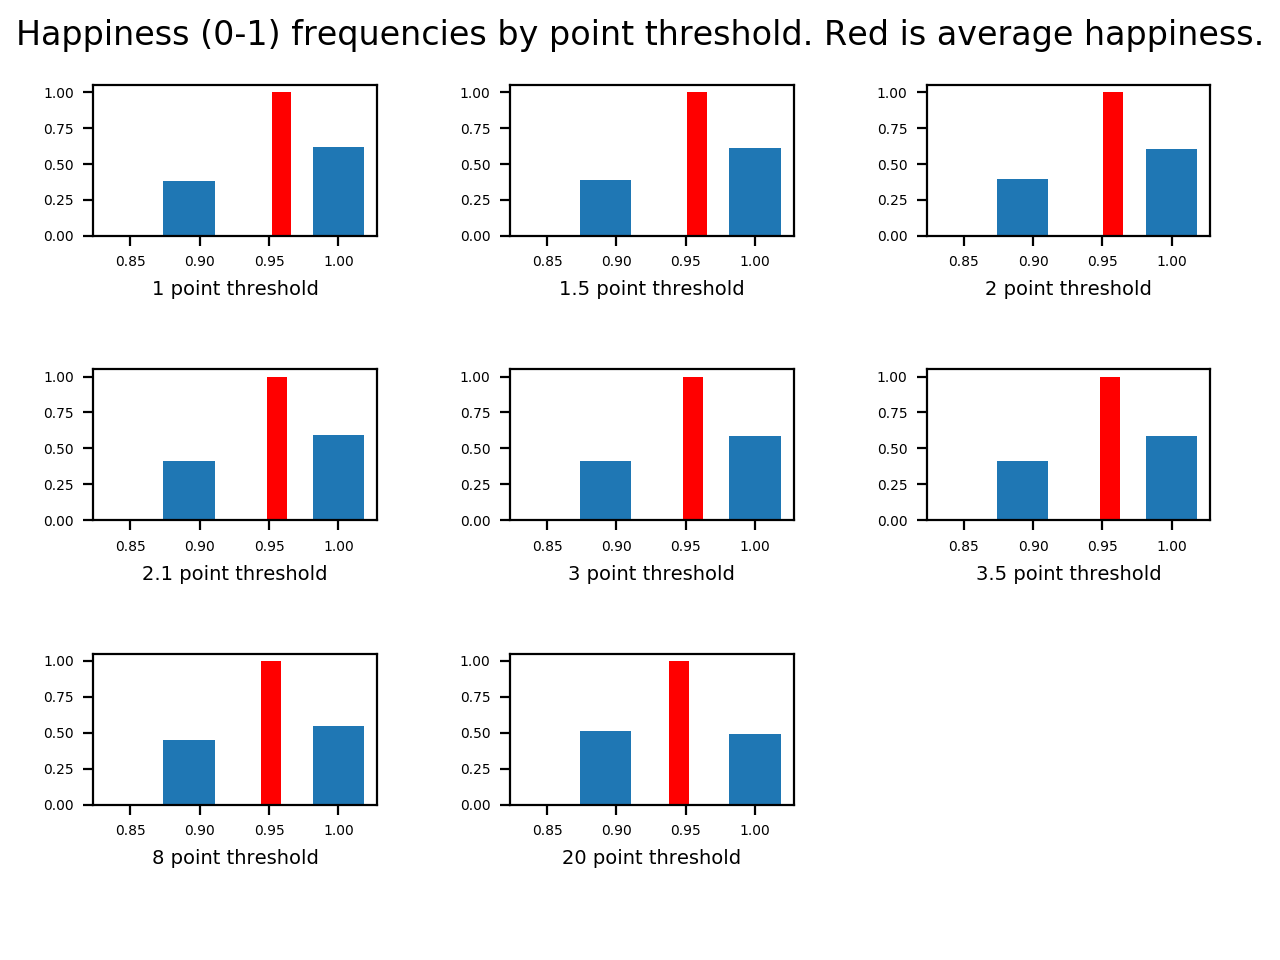 Happiness (0-1) frequencies by point threshold. Red is average happiness.
1.00 1.00 1.00
0.75 0.75 0.75
0.50 0.50 0.50
0.25 0.25 0.25
0.00 0.00 0.00
0.85 0.90 0.95 1.00 0.85 0.90 0.95 1.00 0.85 0.90 0.95 1.00
1 point threshold 1.5 point threshold 2 point threshold
1.00 1.00 1.00
0.75 0.75 0.75
0.50 0.50 0.50
0.25 0.25 0.25
0.00 0.00 0.00
0.85 0.90 0.95 1.00 0.85 0.90 0.95 1.00 0.85 0.90 0.95 1.00
2.1 point threshold 3 point threshold 3.5 point threshold
1.00 1.00
0.75 0.75
0.50 0.50
0.25 0.25
0.00 0.00
0.85 0.90 0.95 1.00 0.85 0.90 0.95 1.00
8 point threshold 20 point threshold